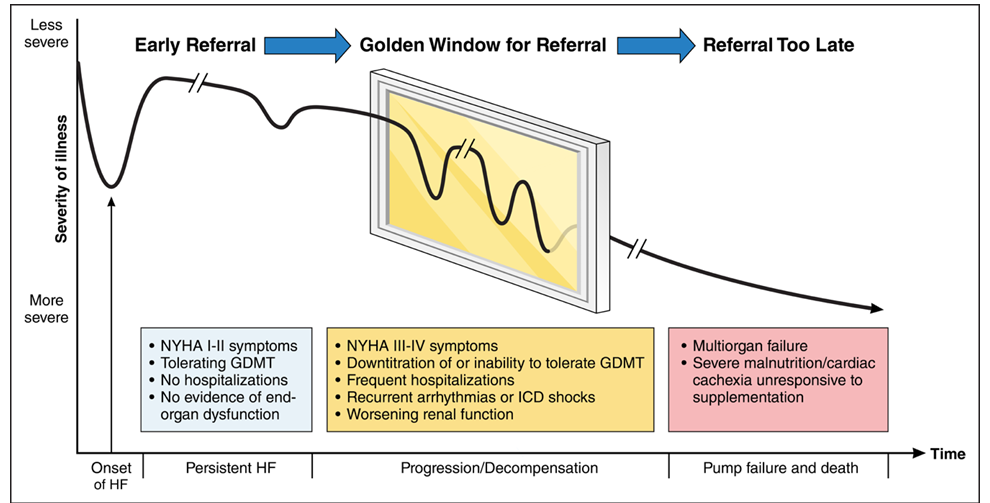 Less
severe
Early Referral
Golden Window for Referral
Referral Too Late
Severity of illness
More
severe
• NYHA I-II symptoms
• Tolerating GDMT
• No hospitalizations
• No evidence of end-
organ dysfunction
• NYHA III-IV symptoms
• Downtitration of or inability to tolerate GDMT
• Frequent hospitalizations
• Recurrent arrhythmias or ICD shocks
• Worsening renal function
• Multiorgan failure
• Severe malnutrition/cardiac
cachexia unresponsive to
supplementation
Time
Onset
of HF
Persistent HF
Progression/Decompensation
Pump failure and death